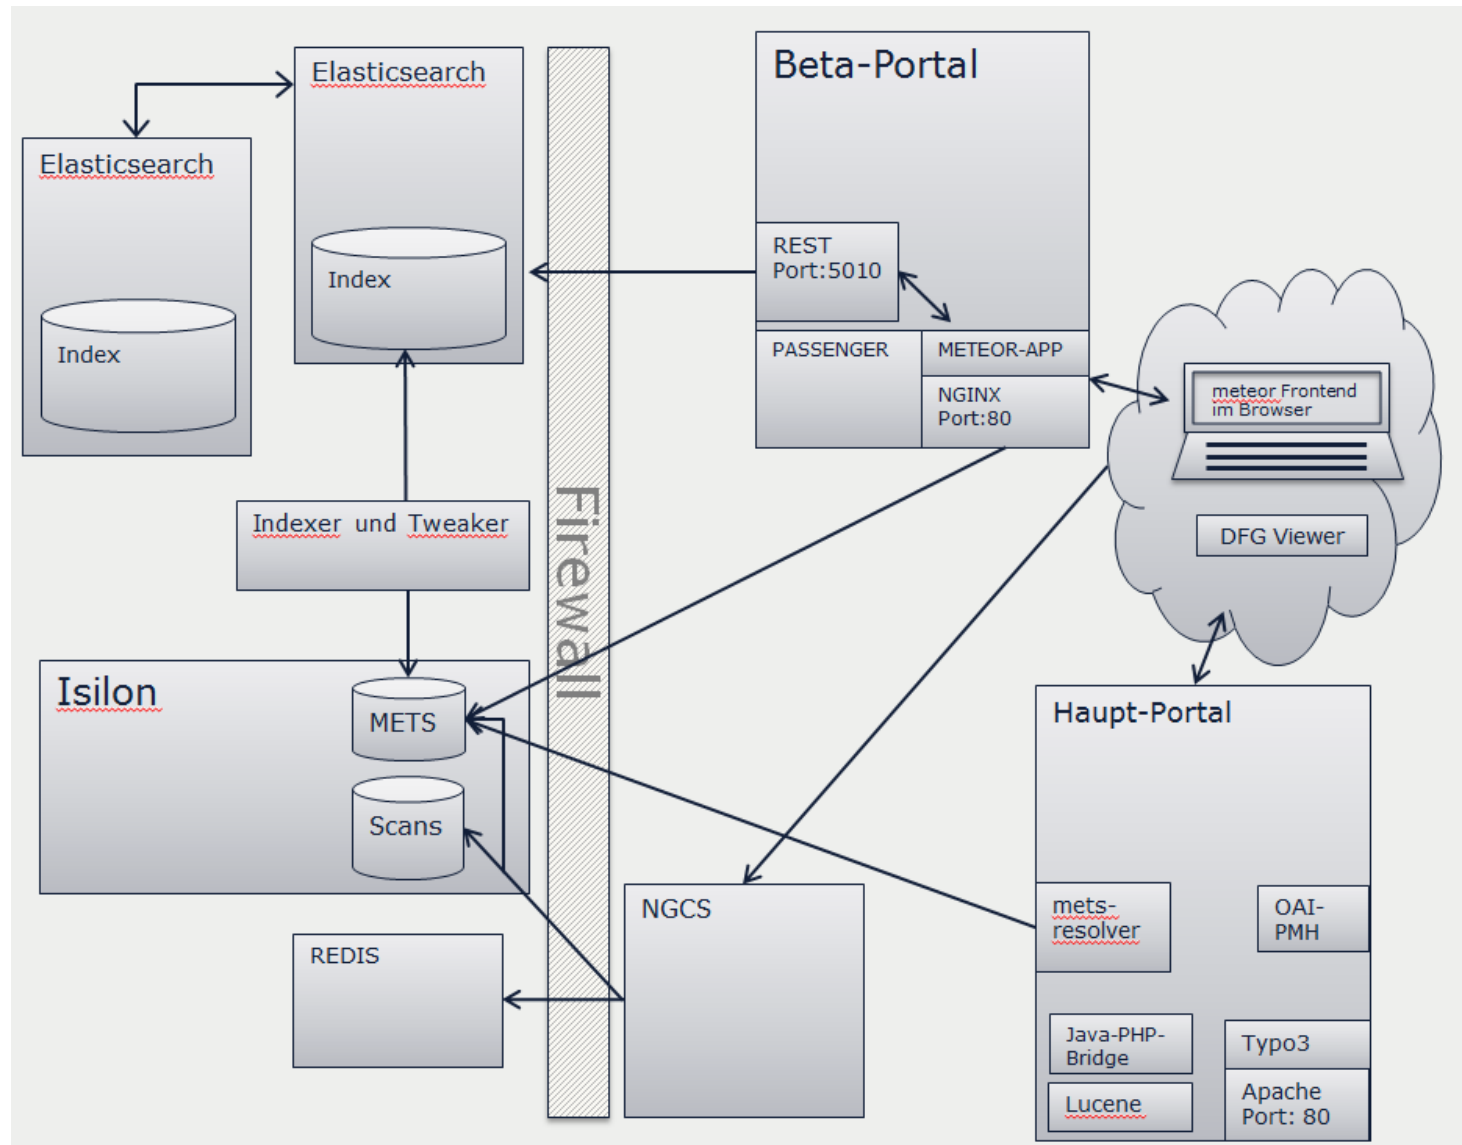 Elasticsearch
Index
Elasticsearch
Index
Indexer und Tweaker
Isilon
METS
Scans
REDIS
Firewall
NGCS
Beta-Portal
REST
Port:5010
PASSENGER
METEOR-APP
NGINX
Port:80
meteor Frontend
im Browser
DFG Viewer
Haupt-Portal
mets-
resolver
OAI-
PMH
Java-PHP-
Bridge
Lucene
Typo3
Apache
Port: 80